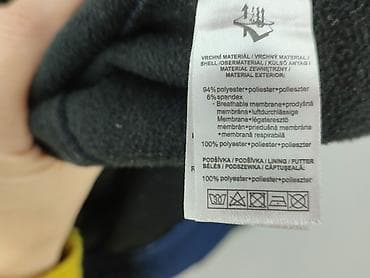 VRCHNÍ MATERIÁL / VRCHNÝ MATERIÁL /
SHELL/OBERMATERIAL / KÜLSŐ ANYAG /
MATERIAŁ ZEWNĘTRZNY /
MATERIAL EXTERIOR:
94% polyester•poliester•poliészter
6% spandex
- Breathable membrane•prodyšná
membrána•luftdurchlässige
Membrane•légáteresztő
membrán•priedušná membrána•
membrană respirabilă
100% polyester•poliester•poliészter
PODŠÍVKA / PODŠÍVKA / LINING / FUTTER
BÉLÉS / PODSZEWKA / CĂPTUŞEALĂ:
100% polyester•poliester•poliészter